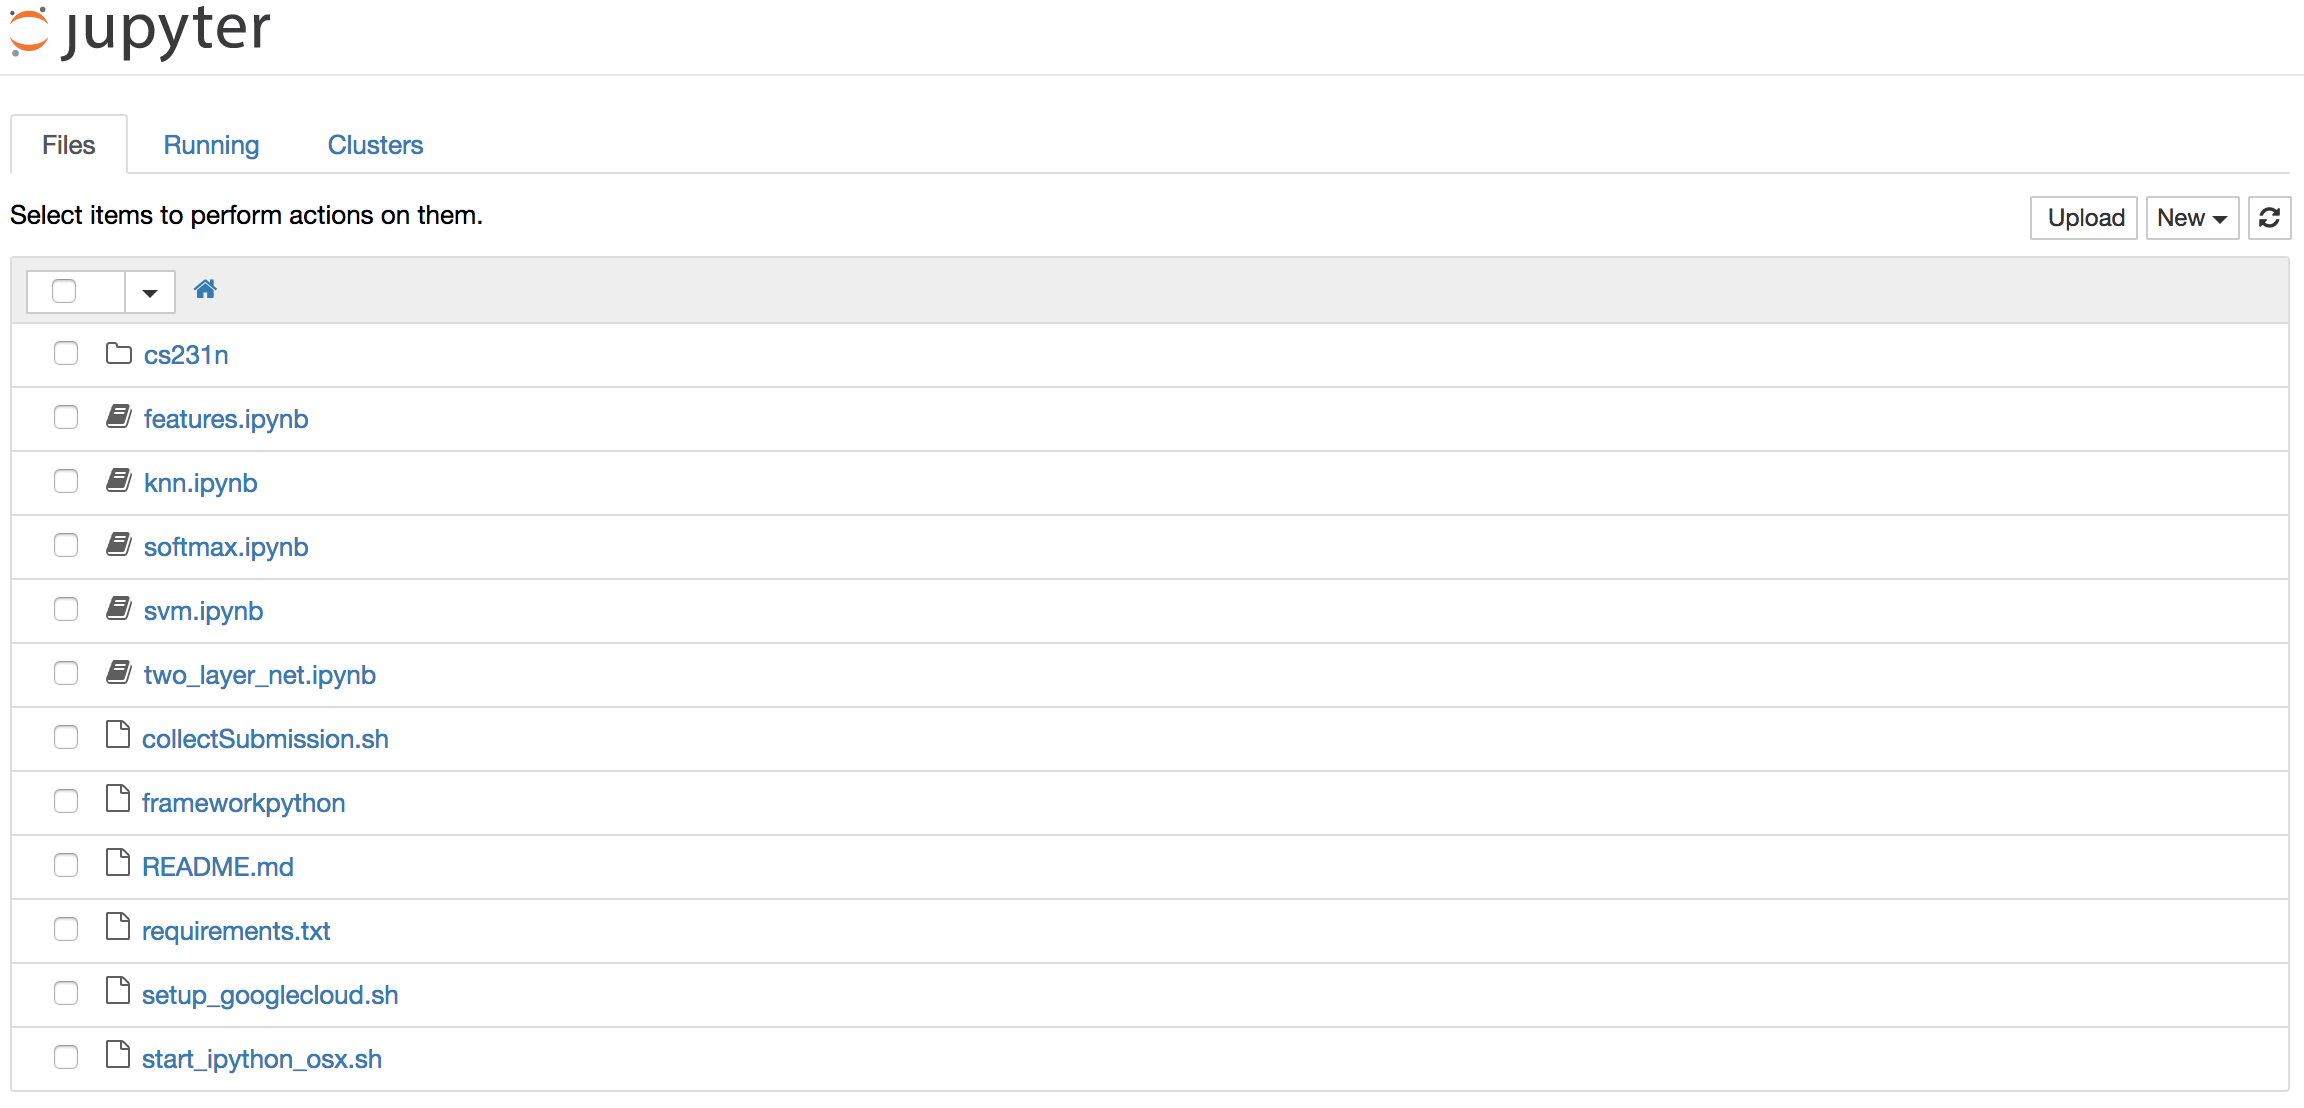 jupyter
Files Running Clusters
Select items to perform actions on them.
Upload New
cs231n
features.ipynb
knn.ipynb
softmax.ipynb
svm.ipynb
two_layer_net.ipynb
collectSubmission.sh
frameworkpython
README.md
requirements.txt
setup_googlecloud.sh
start_ipython_osx.sh